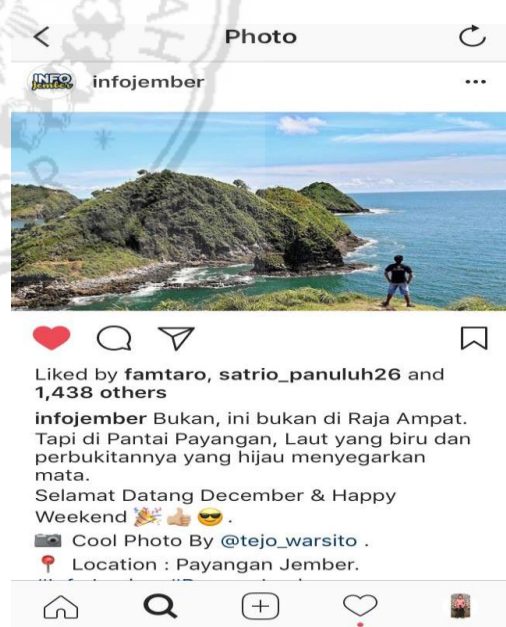 Photo
INFO
Jember
infojember
Liked by famtaro, satrio_panuluh26 and
1,438 others
infojember Bukan, ini bukan di Raja Ampat.
Tapi di Pantai Payangan, Laut yang biru dan
perbukitannya yang hijau menyegarkan
mata.
Selamat Datang December & Happy
Weekend 🎉👍😎.
📷 Cool Photo By @tejo_warsito .
📍 Location : Payangan Jember.